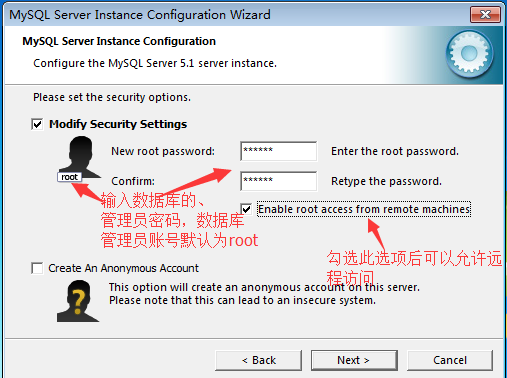 MySQL Server Instance Configuration Wizard
MySQL Server Instance Configuration
Configure the MySQL Server 5.1 server instance.
Please set the security options.
Modify Security Settings
New root password: ****** Enter the root password.
root
Confirm: ****** Retype the password.
输入数据库的、
管理员密码，数据库
管理员账号默认为root
Enable root access from remote machines
勾选此选项后可以允许远
程访问
Create An Anonymous Account
This option will create an anonymous account on this server.
Please note that this can lead to an insecure system.
?
< Back Next > Cancel